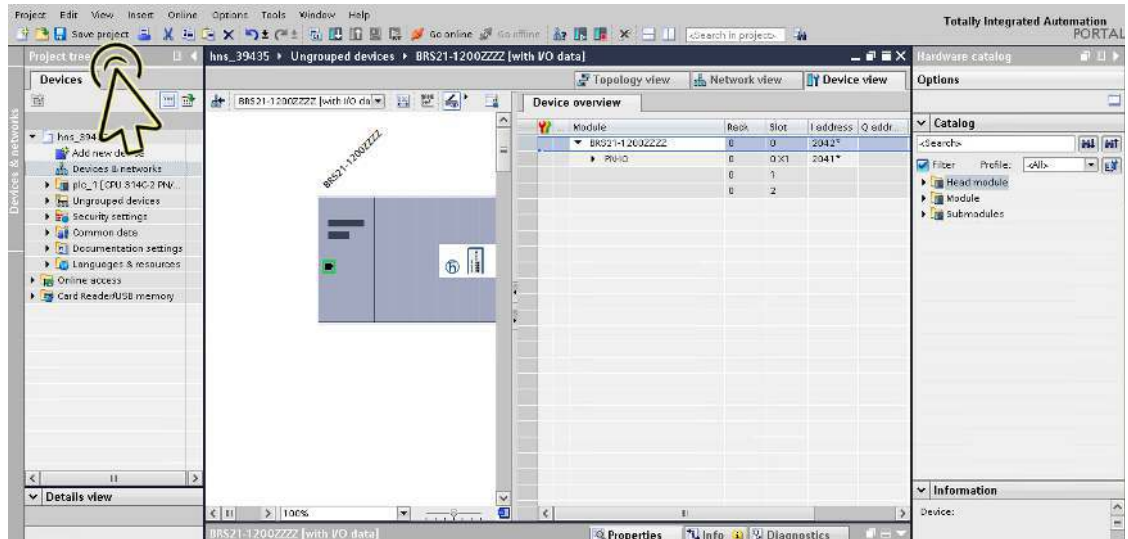 Project Edit View Insert Online Options Tools Window Help
Totally Integrated Automation
PORTAL
Save project Go online Go offline <Search in project>
Project tree
hns_39435 ▸ Ungrouped devices ▸ BRS21-1200ZZZZ [with I/O data]
Hardware catalog
Devices
Topology view Network view Device view
Options
BRS21-1200ZZZZ [with I/O da
Device overview
Devices & networks
Module Rack Slot I address Q addr...
Catalog
BRS21-1200ZZZZ 0 0 2042*
<Search>
PN-IO 0 0 X1 2041*
Filter Profile: <All>
0 1
Head module
0 2
Module
Submodules
Add new device
Devices & networks
plc_1 [CPU 314C-2 PN/...
Ungrouped devices
Security settings
Common data
Documentation settings
Languages & resources
Online access
Card Reader/USB memory
BRS21-1200ZZZZ
Details view
100%
Information
Device:
BRS21-1200ZZZZ [with I/O data]
Properties Info Diagnostics